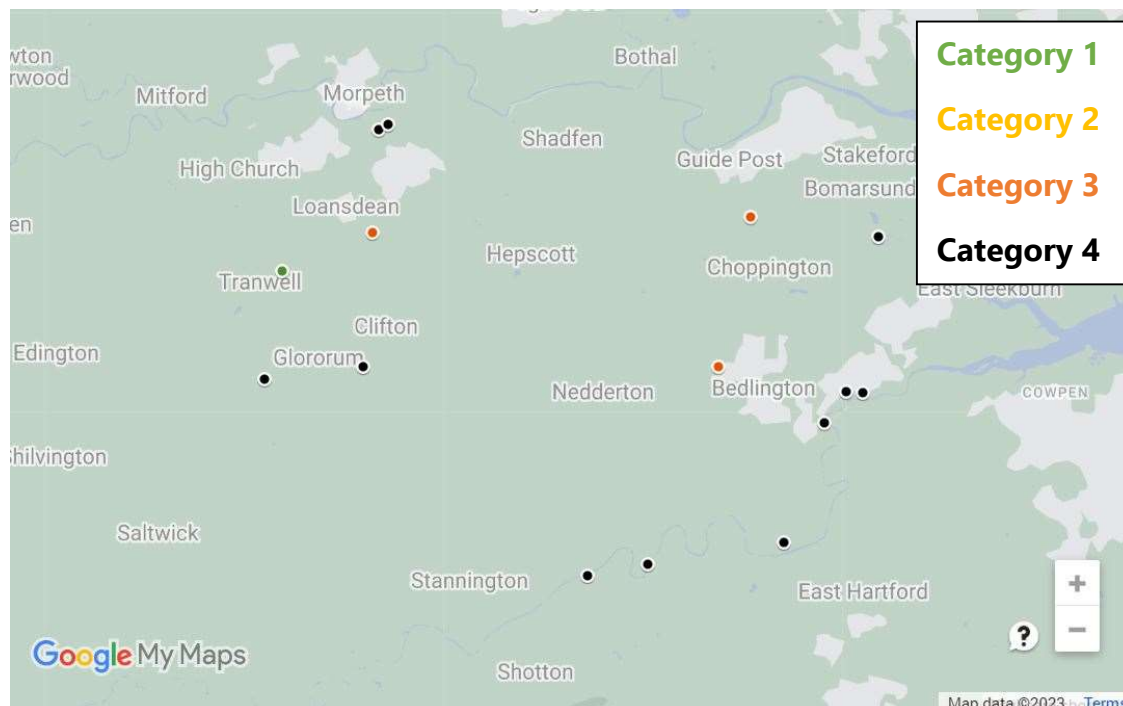 Bothal
Category 1
wton
rwood
Mitford
Morpeth
Category 2
Shadfen
High Church
Guide Post
Stakeford
Category 3
Bomarsund
Loansdean
en
Hepscott
Category 4
Choppington
Tranwell
East Sleekburn
Clifton
Edington
Glororum
Nedderton
Bedlington
COWPEN
hilvington
Saltwick
Stannington
East Hartford
+
?
−
Google My Maps
Shotton
Map data ©2023
Terms